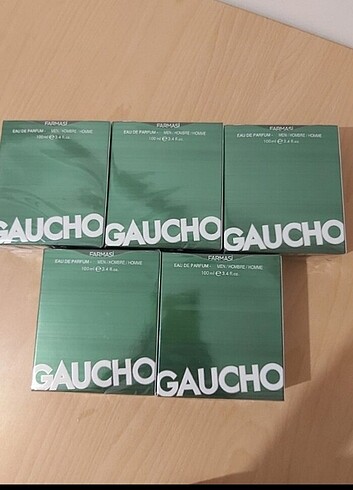 FARMASİ
EAU DE PARFUM - MEN / HOMBRE / HOMME
100 ml ℮ 3.4 fl.oz.
GAUCHO
FARMASİ
EAU DE PARFUM - MEN / HOMBRE / HOMME
100 ml ℮ 3.4 fl.oz.
GAUCHO
FARMASİ
EAU DE PARFUM - MEN / HOMBRE / HOMME
100 ml ℮ 3.4 fl.oz.
GAUCHO
FARMASİ
EAU DE PARFUM - MEN / HOMBRE / HOMME
100 ml ℮ 3.4 fl.oz.
GAUCHO
FARMASİ
EAU DE PARFUM - MEN / HOMBRE / HOMME
100 ml ℮ 3.4 fl.oz.
GAUCHO